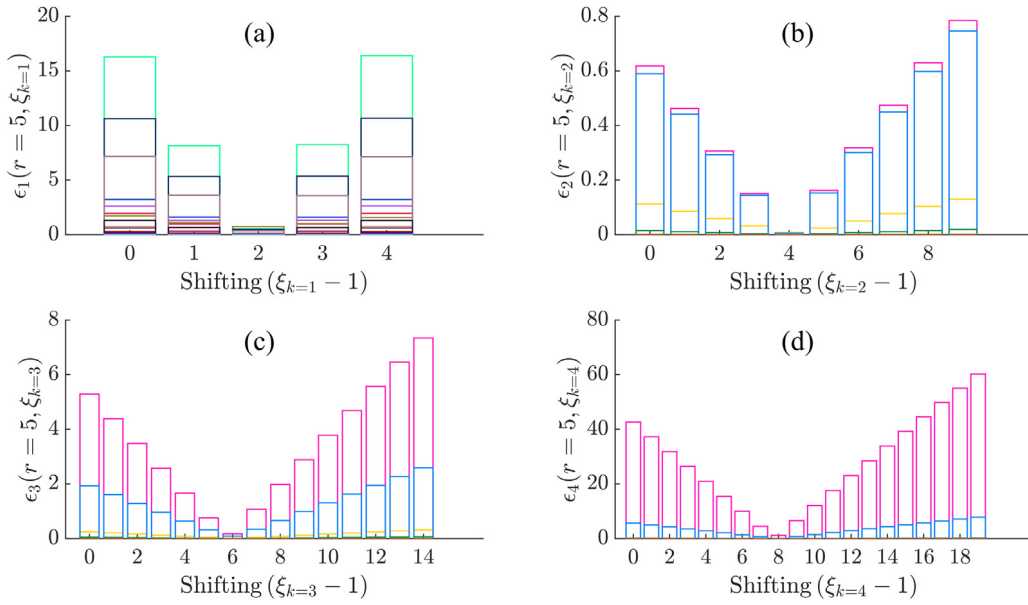 (a)
ϵ₁(r = 5, ξₖ₌₁)
20
15
10
5
0
0 1 2 3 4
Shifting (ξₖ₌₁ − 1)
(b)
ϵ₂(r = 5, ξₖ₌₂)
0.8
0.6
0.4
0.2
0
0 2 4 6 8
Shifting (ξₖ₌₂ − 1)
(c)
ϵ₃(r = 5, ξₖ₌₃)
8
6
4
2
0
0 2 4 6 8 10 12 14
Shifting (ξₖ₌₃ − 1)
(d)
ϵ₄(r = 5, ξₖ₌₄)
80
60
40
20
0
0 2 4 6 8 10 12 14 16 18
Shifting (ξₖ₌₄ − 1)